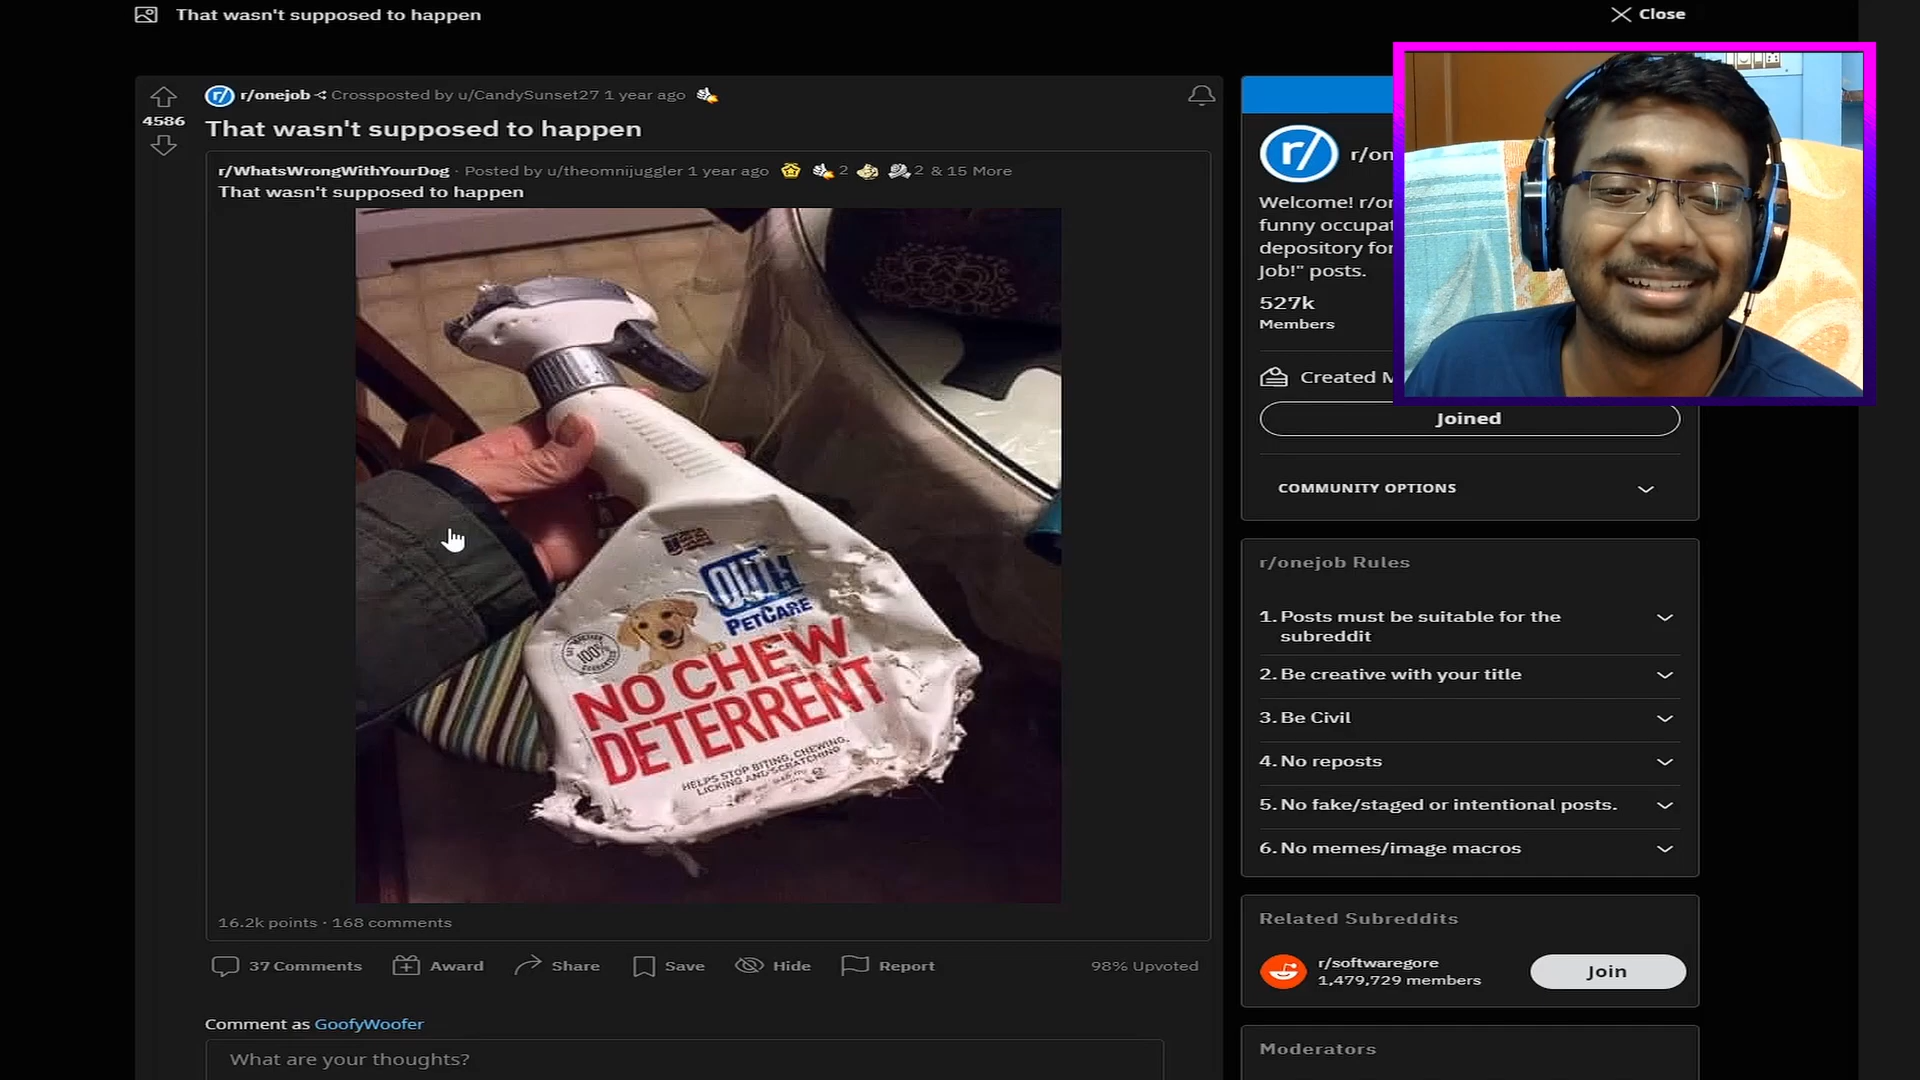 That wasn't supposed to happen
Close
4586
r/onejob Crossposted by u/CandySunset27 1 year ago
That wasn't supposed to happen
r/WhatsWrongWithYourDog · Posted by u/theomnijuggler 1 year ago 2 2 & 15 More
That wasn't supposed to happen
OUT!
PETCARE
100%
NO CHEW
DETERRENT
HELPS STOP BITING, CHEWING,
LICKING AND SCRATCHING
16.2k points · 168 comments
37 Comments Award Share Save Hide Report 98% Upvoted
Comment as GoofyWoofer
What are your thoughts?
r/ r/on
Welcome! r/on
funny occupat
depository for
Job!" posts.
527k
Members
Created M
Joined
COMMUNITY OPTIONS
r/onejob Rules
1. Posts must be suitable for the
subreddit
2. Be creative with your title
3. Be Civil
4. No reposts
5. No fake/staged or intentional posts.
6. No memes/image macros
Related Subreddits
r/softwaregore
1,479,729 members
Join
Moderators